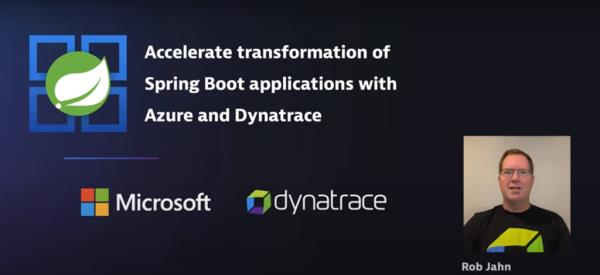 Accelerate transformation of
Spring Boot applications with
Azure and Dynatrace
Microsoft
dynatrace
Rob Jahn